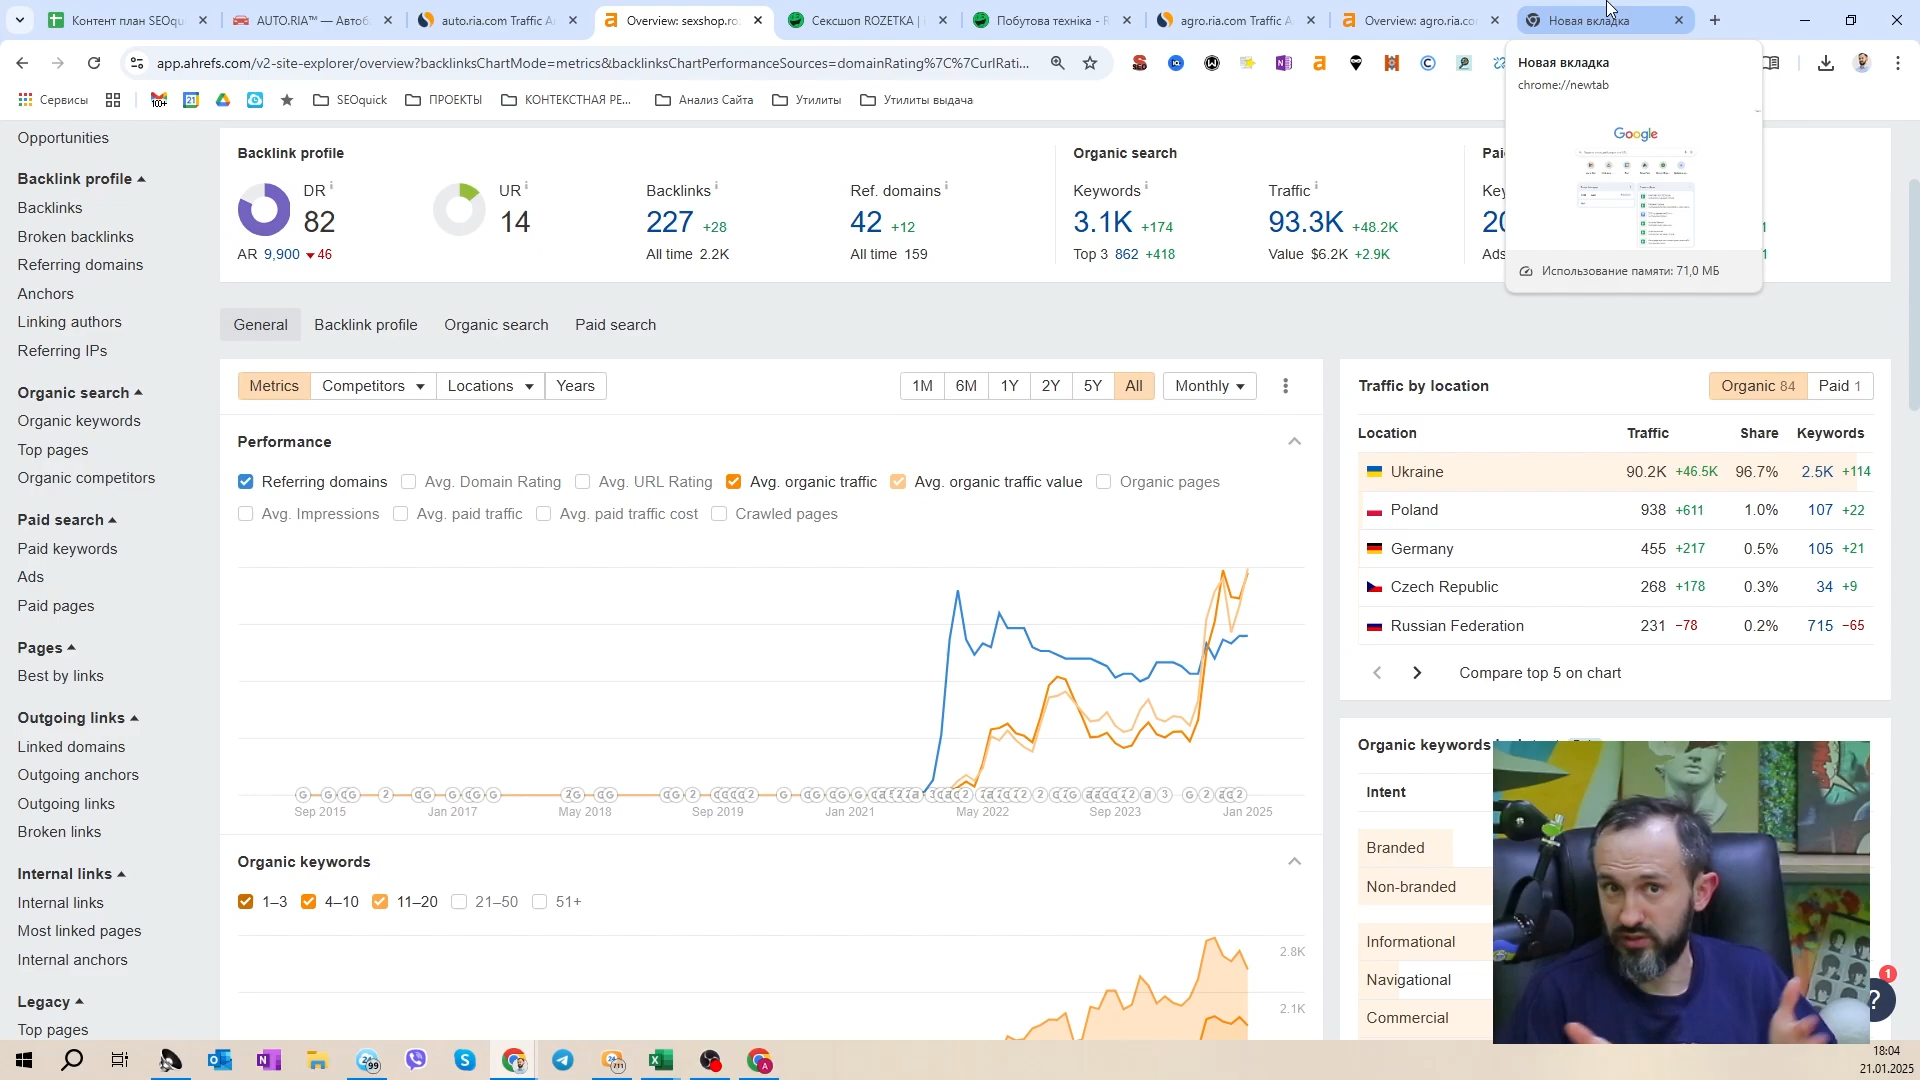 Контент план SEOqu
AUTO.RIA™ — Автоб
auto.ria.com Traffic A
Overview: sexshop.ro
Сексшоп ROZETKA |
Побутова техніка - R
agro.ria.com Traffic A
Overview: agro.ria.co
Новая вкладка
app.ahrefs.com/v2-site-explorer/overview?backlinksChartMode=metrics&backlinksChartPerformanceSources=domainRating%7C%7CurlRati...
Сервисы
SEOquick
ПРОЕКТЫ
КОНТЕКСТНАЯ РЕ...
Анализ Сайта
Утилиты
Утилиты выдача
Новая вкладка
chrome://newtab
Google
Использование памяти: 71,0 МБ
Opportunities
Backlink profile
Backlinks
Broken backlinks
Referring domains
Anchors
Linking authors
Referring IPs
Organic search
Organic keywords
Top pages
Organic competitors
Paid search
Paid keywords
Ads
Paid pages
Pages
Best by links
Outgoing links
Linked domains
Outgoing anchors
Outgoing links
Broken links
Internal links
Internal links
Most linked pages
Internal anchors
Legacy
Top pages
Backlink profile
DR
82
AR 9,900 46
UR
14
Backlinks
227 +28
All time 2.2K
Ref. domains
42 +12
All time 159
Organic search
Keywords
3.1K +174
Top 3 862 +418
Traffic
93.3K +48.2K
Value $6.2K +2.9K
General Backlink profile Organic search Paid search
Metrics Competitors Locations Years
1M 6M 1Y 2Y 5Y All Monthly
Performance
Referring domains Avg. Domain Rating Avg. URL Rating Avg. organic traffic Avg. organic traffic value Organic pages
Avg. Impressions Avg. paid traffic Avg. paid traffic cost Crawled pages
Sep 2015 Jan 2017 May 2018 Sep 2019 Jan 2021 May 2022 Sep 2023 Jan 2025
Organic keywords
1–3 4–10 11–20 21–50 51+
2.8K
2.1K
Traffic by location
Organic 84 Paid 1
Location Traffic Share Keywords
Ukraine 90.2K +46.5K 96.7% 2.5K +114
Poland 938 +611 1.0% 107 +22
Germany 455 +217 0.5% 105 +21
Czech Republic 268 +178 0.3% 34 +9
Russian Federation 231 −78 0.2% 715 −65
Compare top 5 on chart
Organic keywords
Intent
Branded
Non-branded
Informational
Navigational
Commercial
1
?
18:04
21.01.2025